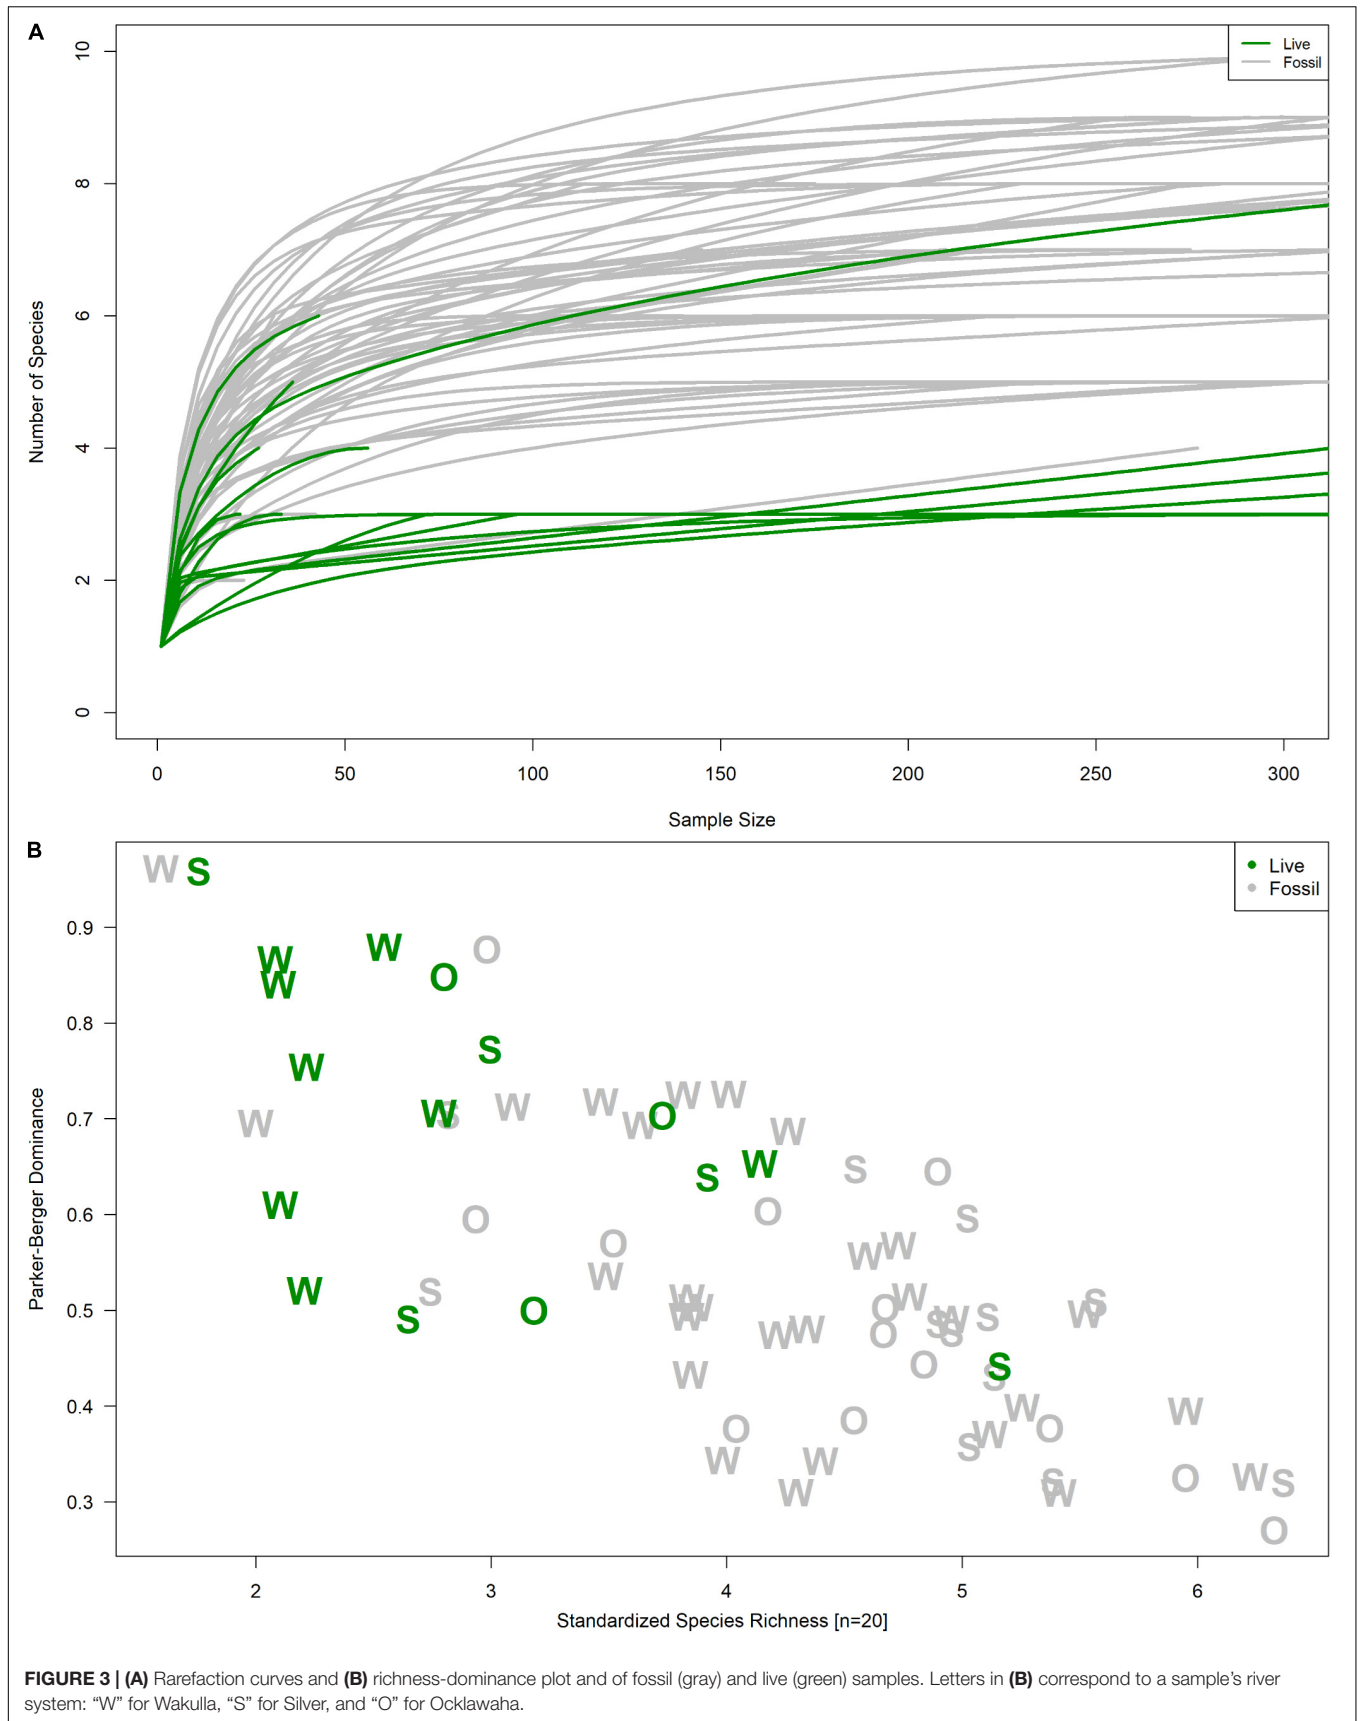 A
Live
Fossil
10
8
6
4
2
0
Number of Species
0 50 100 150 200 250 300
Sample Size
B
Live
Fossil
0.9
0.8
0.7
0.6
0.5
0.4
0.3
Parker-Berger Dominance
2 3 4 5 6
Standardized Species Richness [n=20]
FIGURE 3 | (A) Rarefaction curves and (B) richness-dominance plot and of fossil (gray) and live (green) samples. Letters in (B) correspond to a sample's river
system: "W" for Wakulla, "S" for Silver, and "O" for Ocklawaha.